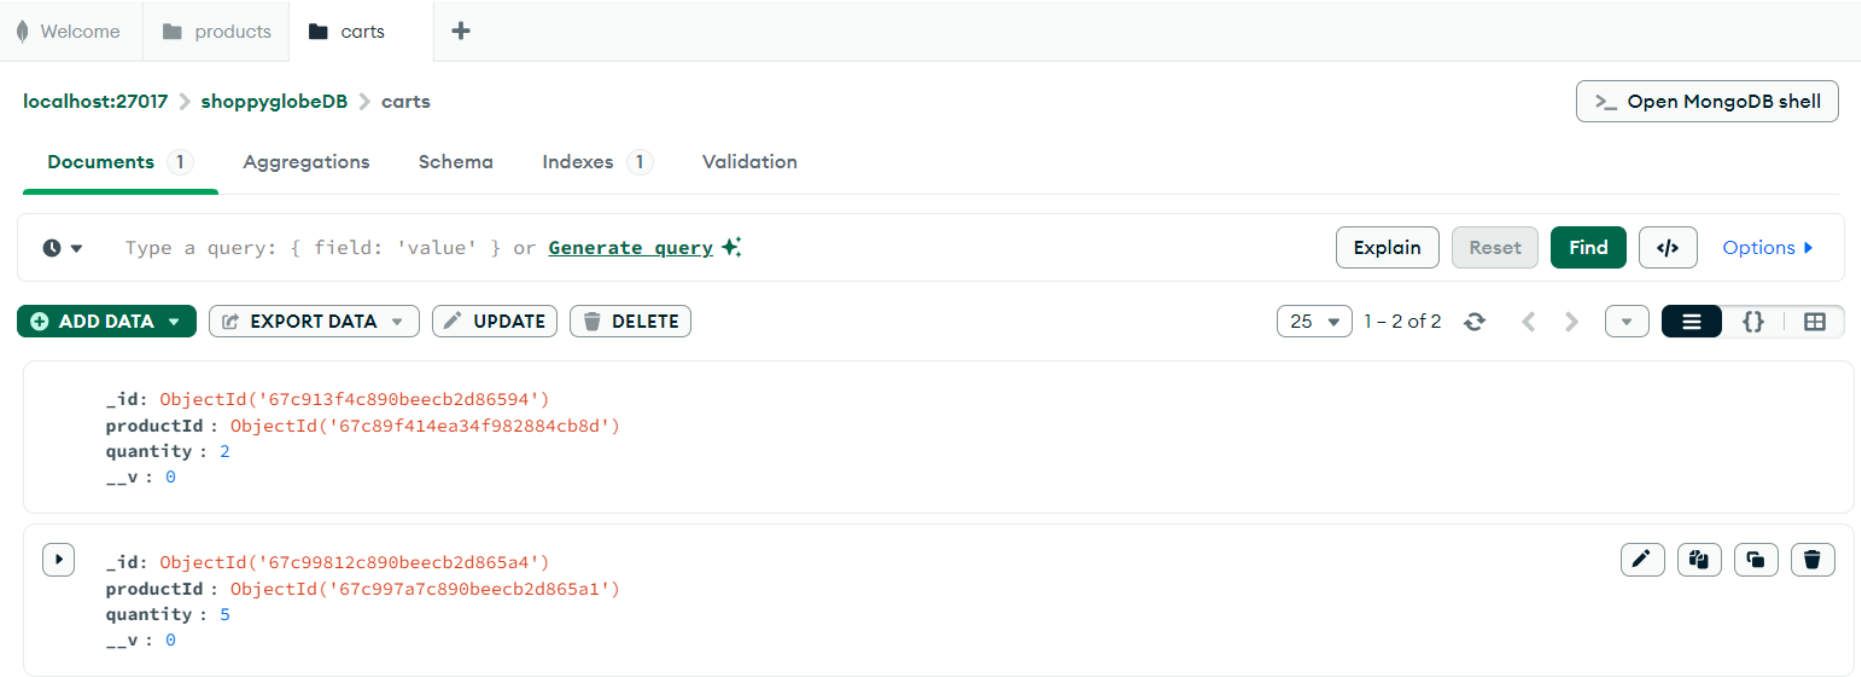 Welcome products carts
localhost:27017 shoppyglobeDB carts >_ Open MongoDB shell
Documents 1 Aggregations Schema Indexes 1 Validation
Type a query: { field: 'value' } or Generate query Explain Reset Find </> Options
ADD DATA EXPORT DATA UPDATE DELETE 25 1 – 2 of 2 {}
_id: ObjectId('67c913f4c890beecb2d86594')
productId : ObjectId('67c89f414ea34f982884cb8d')
quantity : 2
__v : 0
_id: ObjectId('67c99812c890beecb2d865a4')
productId : ObjectId('67c997a7c890beecb2d865a1')
quantity : 5
__v : 0